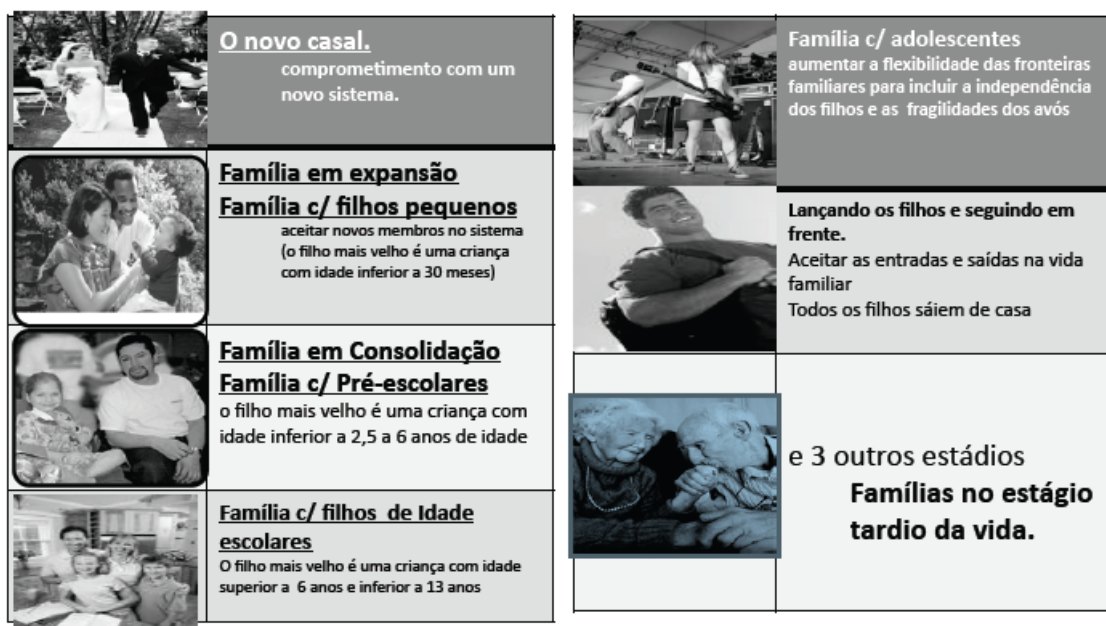 O novo casal.
comprometimento com um
novo sistema.
Família em expansão
Família c/ filhos pequenos
aceitar novos membros no sistema
(o filho mais velho é uma criança
com idade inferior a 30 meses)
Família em Consolidação
Família c/ Pré-escolares
o filho mais velho é uma criança com
idade inferior a 2,5 a 6 anos de idade
Família c/ filhos de Idade
escolares
O filho mais velho é uma criança com idade
superior a 6 anos e inferior a 13 anos
Família c/ adolescentes
aumentar a flexibilidade das fronteiras
familiares para incluir a independência
dos filhos e as fragilidades dos avós
Lançando os filhos e seguindo em
frente.
Aceitar as entradas e saídas na vida
familiar
Todos os filhos sáiem de casa
e 3 outros estádios
Famílias no estágio
tardio da vida.